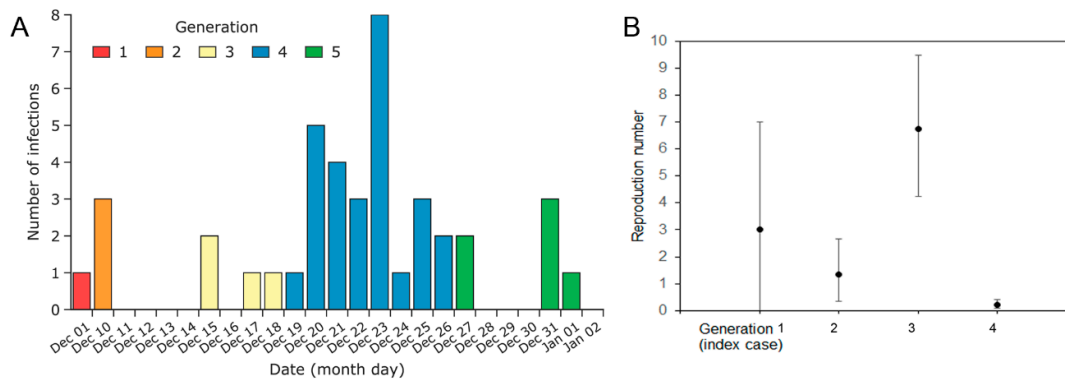 A
Generation
1 2 3 4 5
Number of infections
8
7
6
5
4
3
2
1
0
Dec 01 Dec 10 Dec 11 Dec 12 Dec 13 Dec 14 Dec 15 Dec 16 Dec 17 Dec 18 Dec 19 Dec 20 Dec 21 Dec 22 Dec 23 Dec 24 Dec 25 Dec 26 Dec 27 Dec 28 Dec 29 Dec 30 Dec 31 Jan 01 Jan 02
Date (month day)
B
Reproduction number
10
9
8
7
6
5
4
3
2
1
0
Generation 1 2 3 4
(index case)